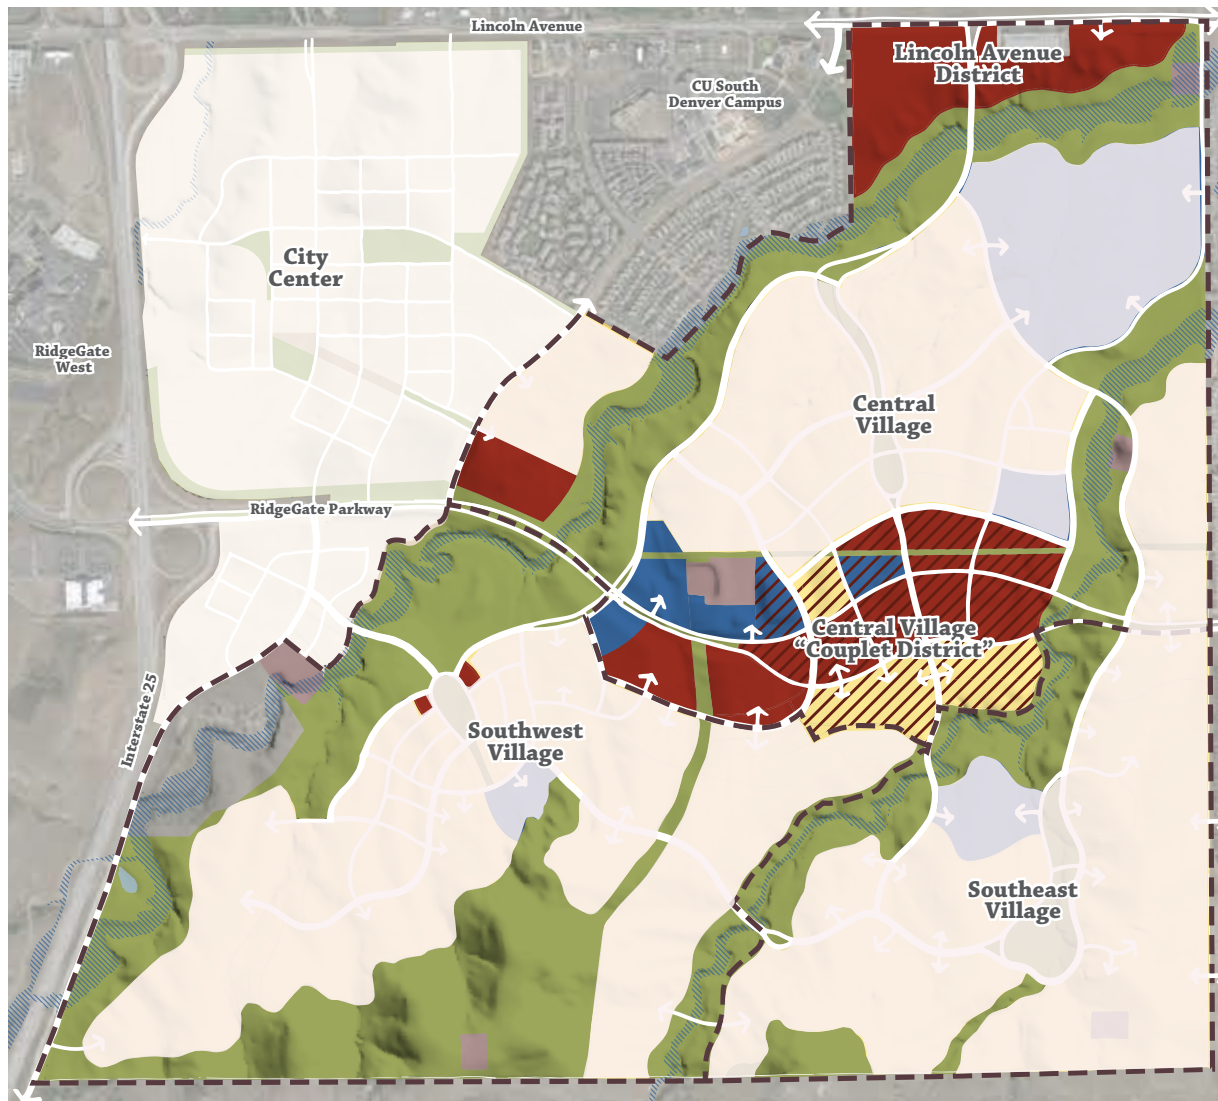 Lincoln Avenue
Lincoln Avenue
District
CU South
Denver Campus
City
Center
RidgeGate
West
Central
Village
RidgeGate Parkway
Central Village
“Couplet District”
Interstate 25
Southwest
Village
Southeast
Village